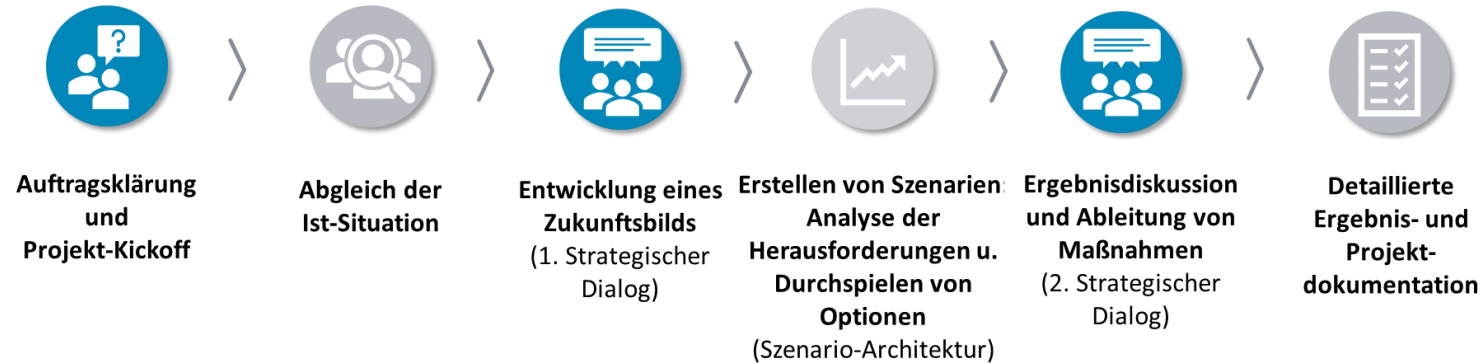 ?
Auftragsklärung
und
Projekt-Kickoff
Abgleich der
Ist-Situation
Entwicklung eines
Zukunftsbilds
(1. Strategischer
Dialog)
Erstellen von Szenarien:
Analyse der
Herausforderungen u.
Durchspielen von
Optionen
(Szenario-Architektur)
Ergebnisdiskussion
und Ableitung von
Maßnahmen
(2. Strategischer
Dialog)
Detaillierte
Ergebnis- und
Projekt-
dokumentation